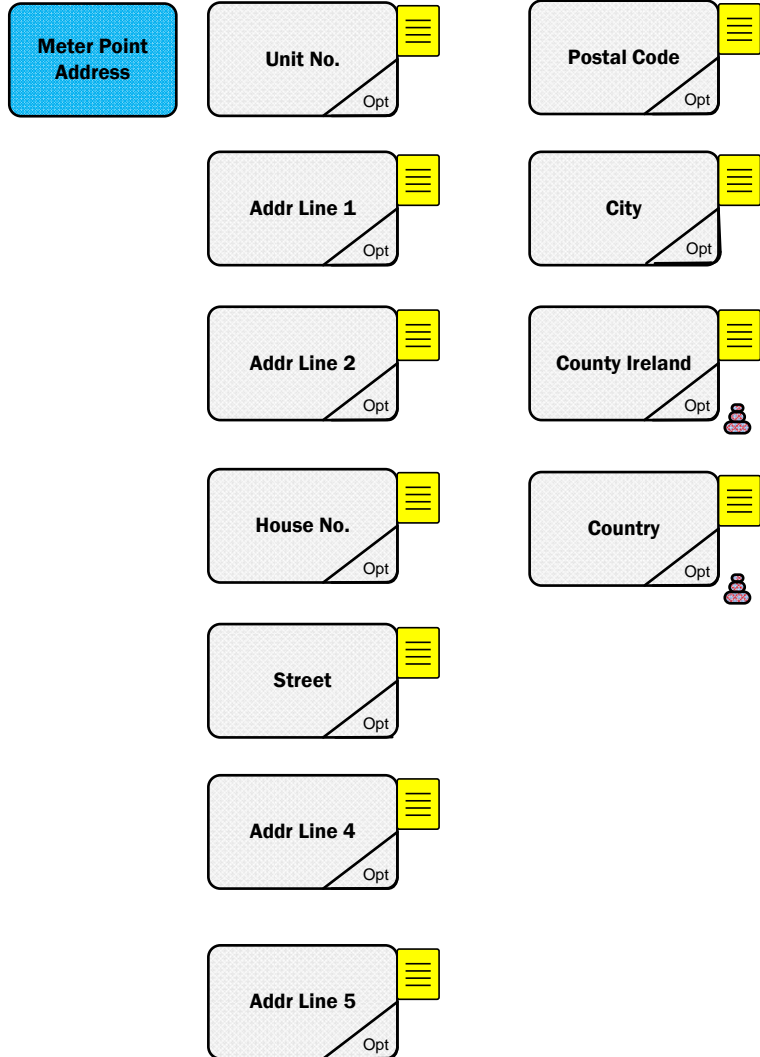 Meter Point
Address
Unit No.
Opt
Addr Line 1
Opt
Addr Line 2
Opt
House No.
Opt
Street
Opt
Addr Line 4
Opt
Addr Line 5
Opt
Postal Code
Opt
City
Opt
County Ireland
Opt
Country
Opt